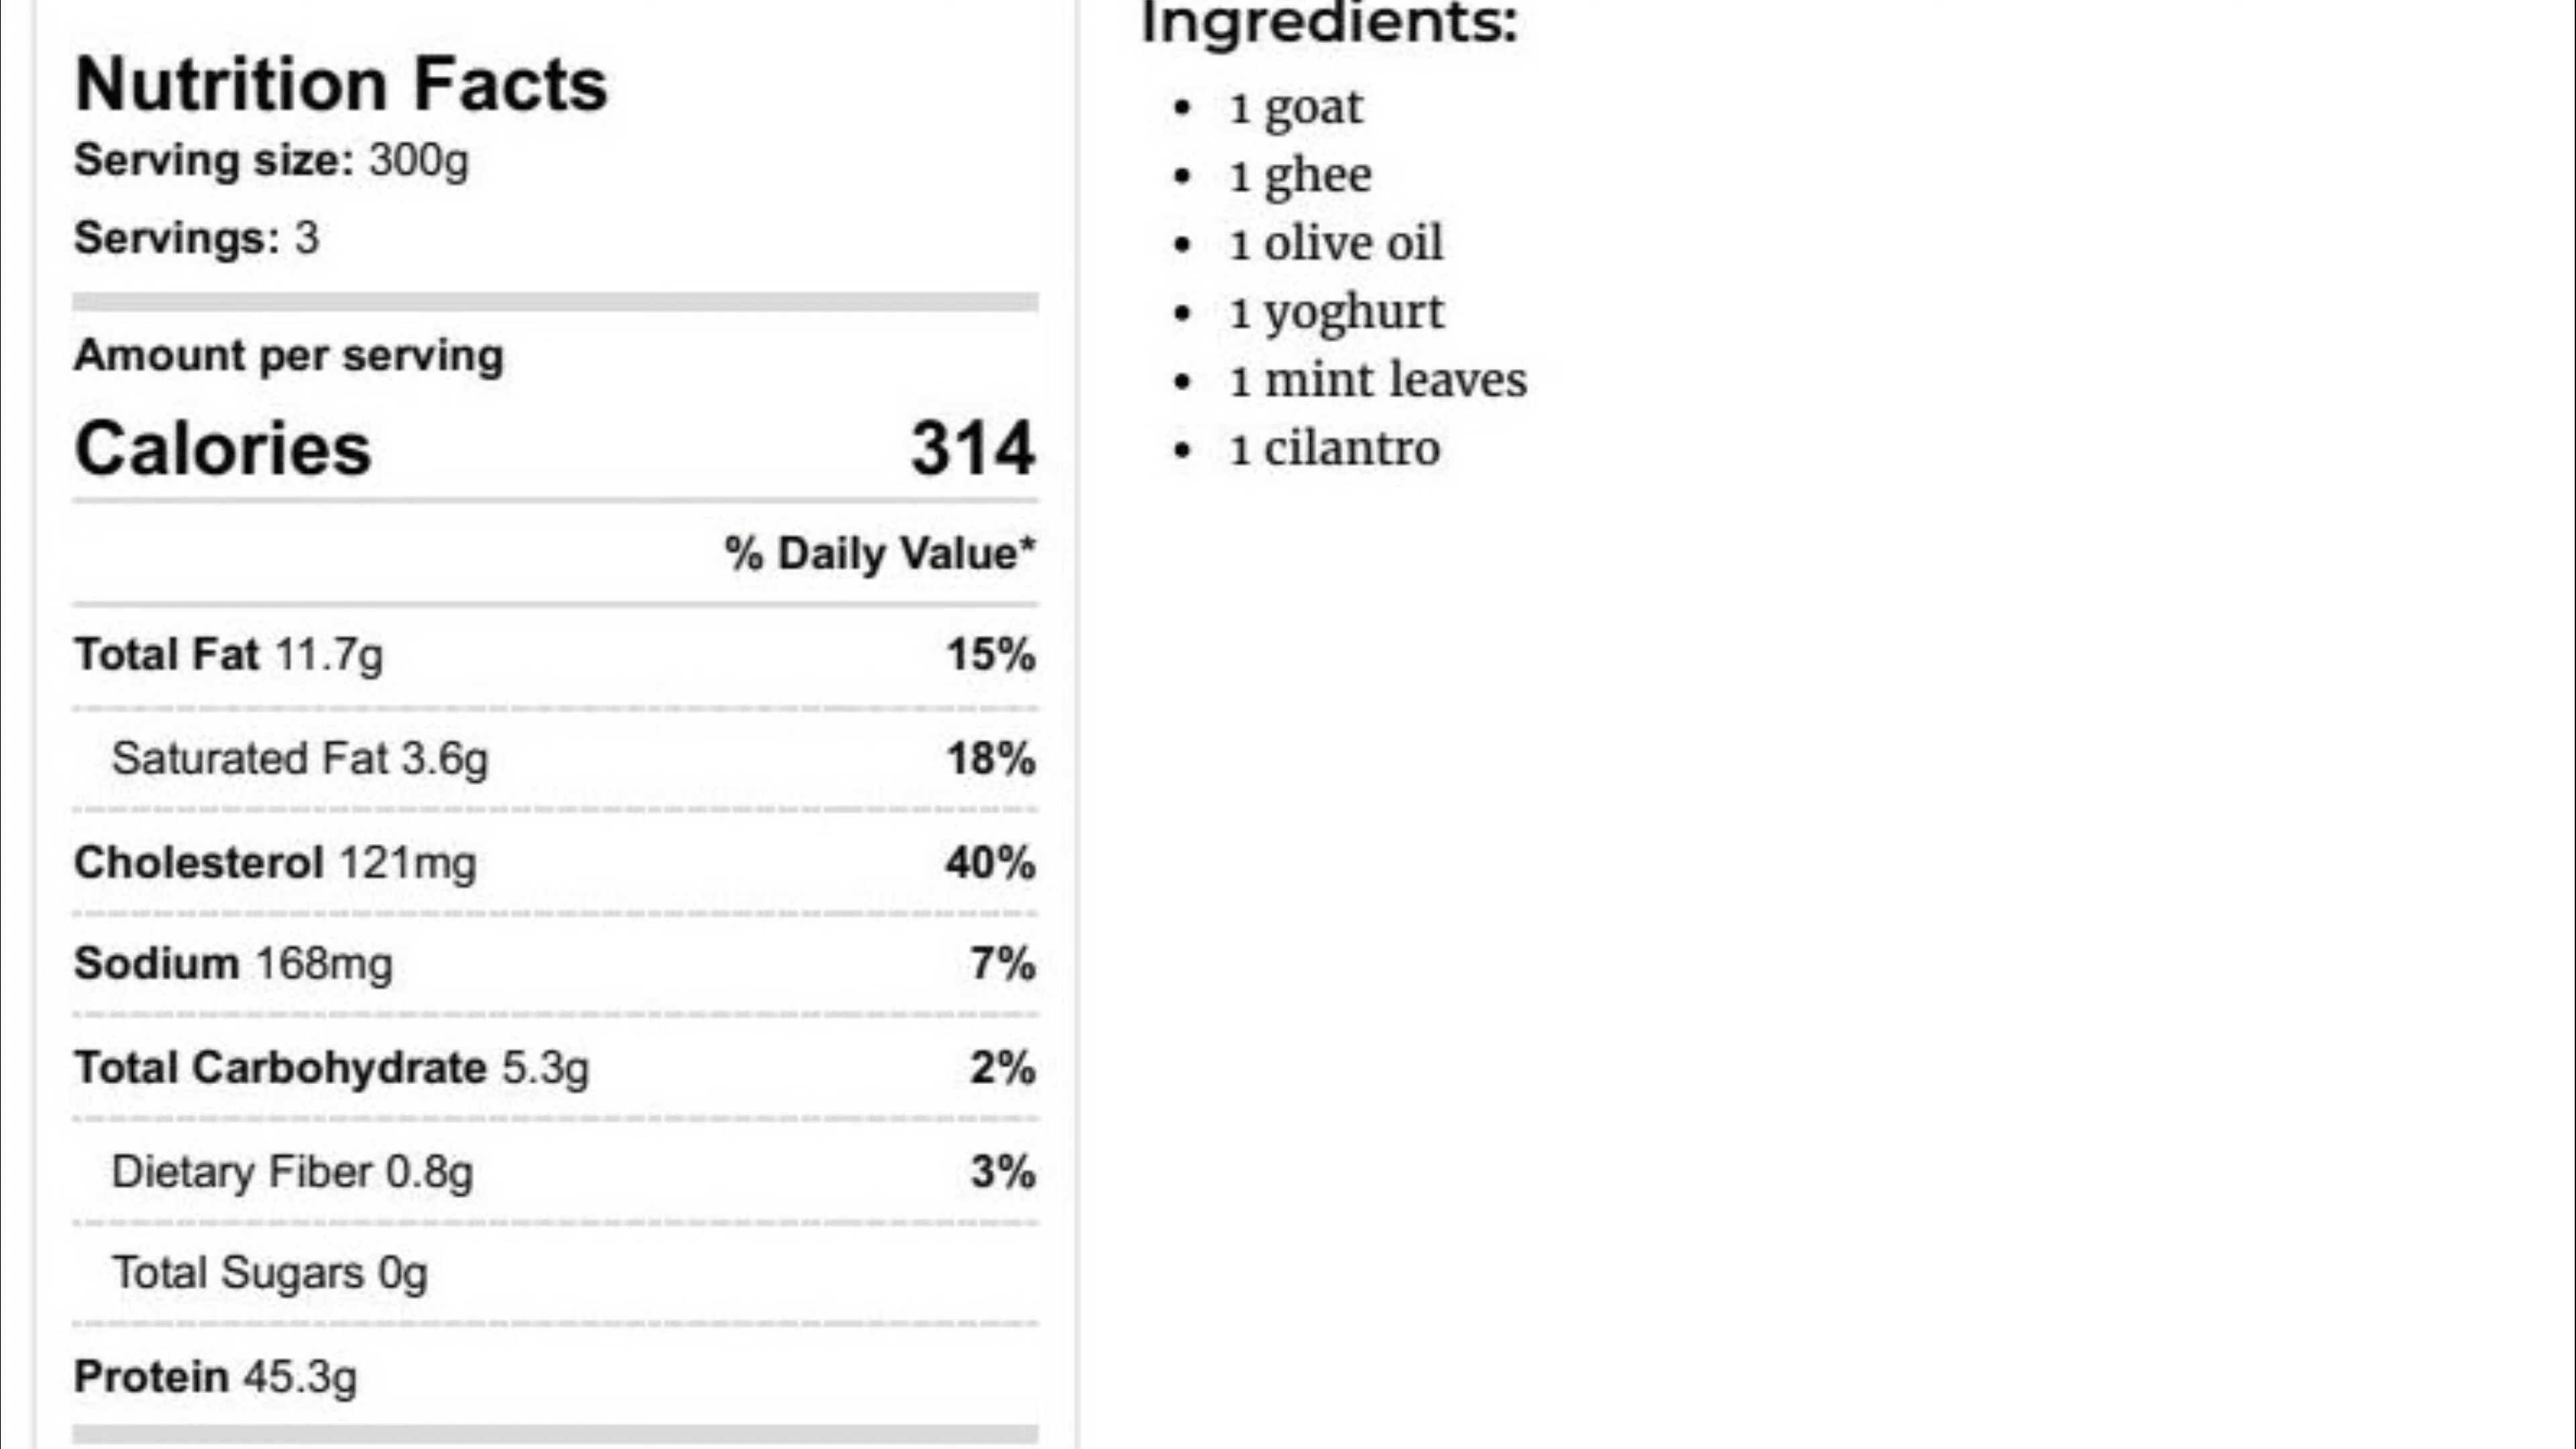 Nutrition Facts
Serving size: 300g
Servings: 3
Amount per serving
Calories 314
% Daily Value*
Total Fat 11.7g 15%
Saturated Fat 3.6g 18%
Cholesterol 121mg 40%
Sodium 168mg 7%
Total Carbohydrate 5.3g 2%
Dietary Fiber 0.8g 3%
Total Sugars 0g
Protein 45.3g
Ingredients:
• 1 goat
• 1 ghee
• 1 olive oil
• 1 yoghurt
• 1 mint leaves
• 1 cilantro